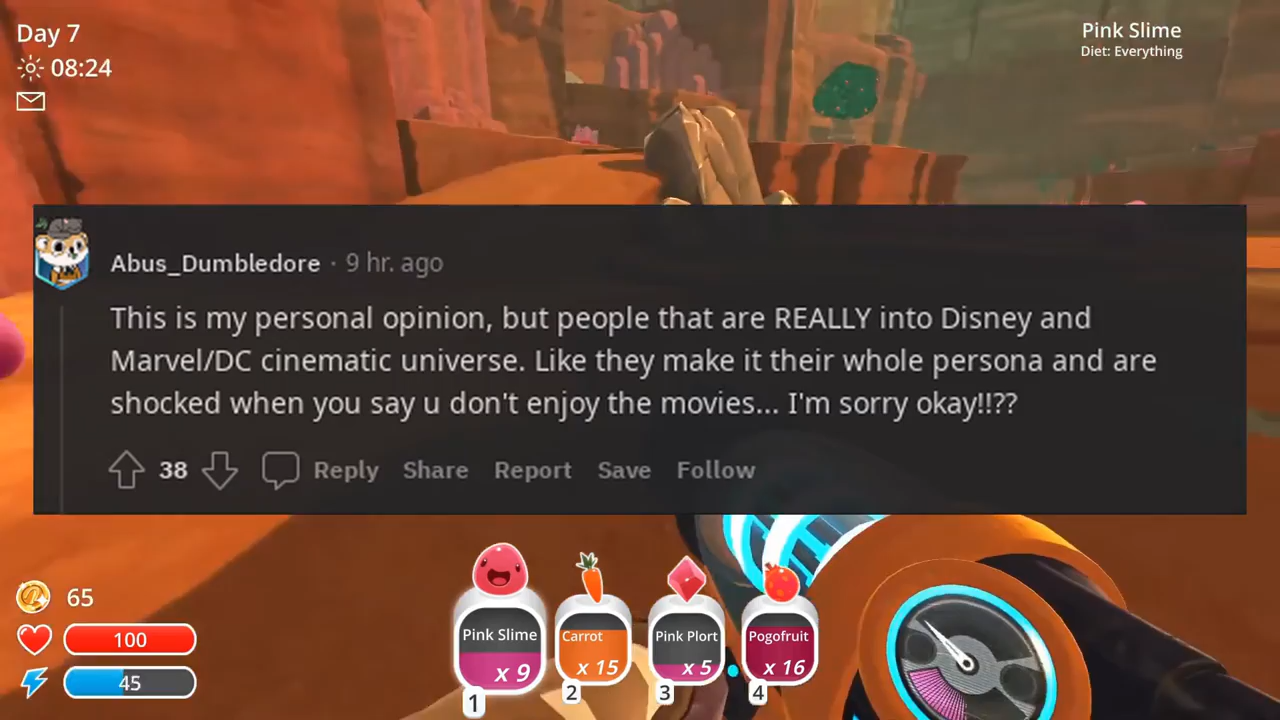 Day 7
08:24
Pink Slime
Diet: Everything
Abus_Dumbledore · 9 hr. ago
This is my personal opinion, but people that are REALLY into Disney and
Marvel/DC cinematic universe. Like they make it their whole persona and are
shocked when you say u don't enjoy the movies... I'm sorry okay!!??
38 Reply Share Report Save Follow
65
100
45
Pink Slime
x 9
1
Carrot
x 15
2
Pink Plort
x 5
3
Pogofruit
x 16
4